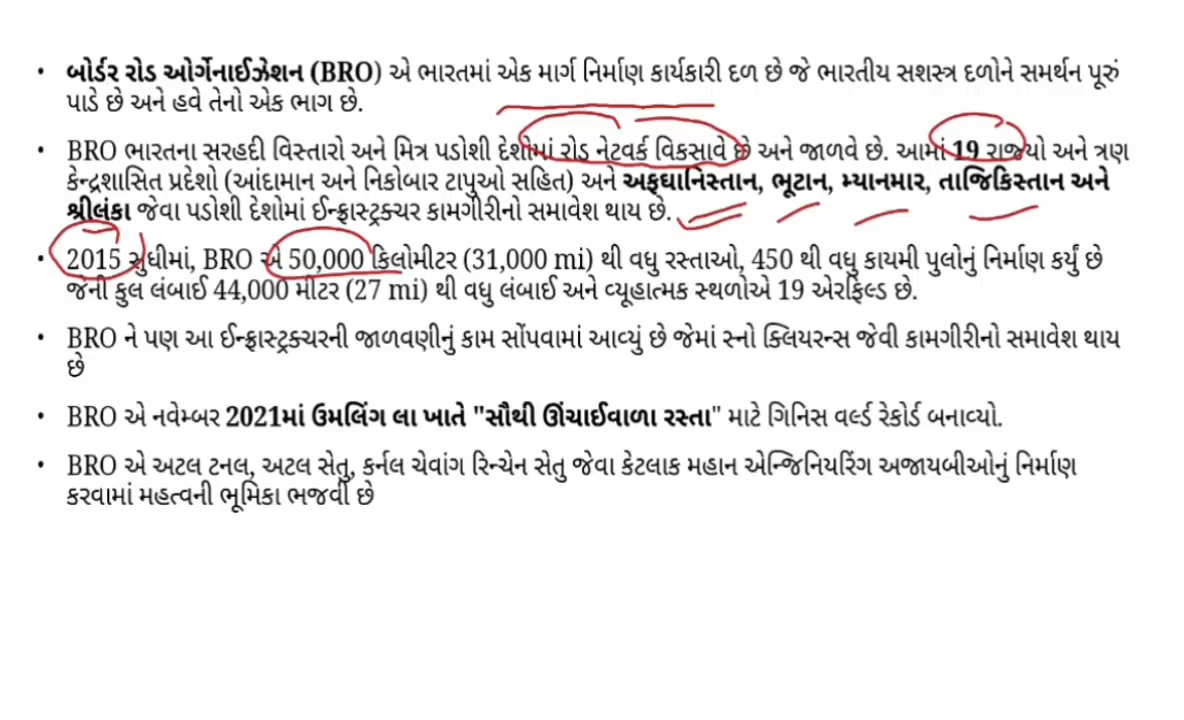 • બોર્ડર રોડ ઓર્ગેનાઈઝેશન (BRO) એ ભારતમાં એક માર્ગ નિર્માણ કાર્યકારી દળ છે જે ભારતીય સશસ્ત્ર દળોને સમર્થન પૂરું
પાડે છે અને હવે તેનો એક ભાગ છે.
• BRO ભારતના સરહદી વિસ્તારો અને મિત્ર પડોશી દેશોમાં રોડ નેટવર્ક વિકસાવે છે અને જાળવે છે. આમાં 19 રાજ્યો અને ત્રણ
કેન્દ્રશાસિત પ્રદેશો (આંદામાન અને નિકોબાર ટાપુઓ સહિત) અને અફઘાનિસ્તાન, ભૂટાન, મ્યાનમાર, તાજિકિસ્તાન અને
શ્રીલંકા જેવા પડોશી દેશોમાં ઈન્ફ્રાસ્ટ્રક્ચર કામગીરીનો સમાવેશ થાય છે.
• 2015 સુધીમાં, BRO એ 50,000 કિલોમીટર (31,000 mi) થી વધુ રસ્તાઓ, 450 થી વધુ કાયમી પુલોનું નિર્માણ કર્યું છે
જેની કુલ લંબાઈ 44,000 મીટર (27 mi) થી વધુ લંબાઈ અને વ્યૂહાત્મક સ્થળોએ 19 એરફિલ્ડ છે.
• BRO ને પણ આ ઈન્ફ્રાસ્ટ્રક્ચરની જાળવણીનું કામ સોંપવામાં આવ્યું છે જેમાં સ્નો ક્લિયરન્સ જેવી કામગીરીનો સમાવેશ થાય
છે
• BRO એ નવેમ્બર 2021માં ઉમલિંગ લા ખાતે "સૌથી ઊંચાઈવાળા રસ્તા" માટે ગિનિસ વર્લ્ડ રેકોર્ડ બનાવ્યો.
• BRO એ અટલ ટનલ, અટલ સેતુ, કર્નલ ચેવાંગ રિન્ચેન સેતુ જેવા કેટલાક મહાન એન્જિનિયરિંગ અજાયબીઓનું નિર્માણ
કરવામાં મહત્વની ભૂમિકા ભજવી છે